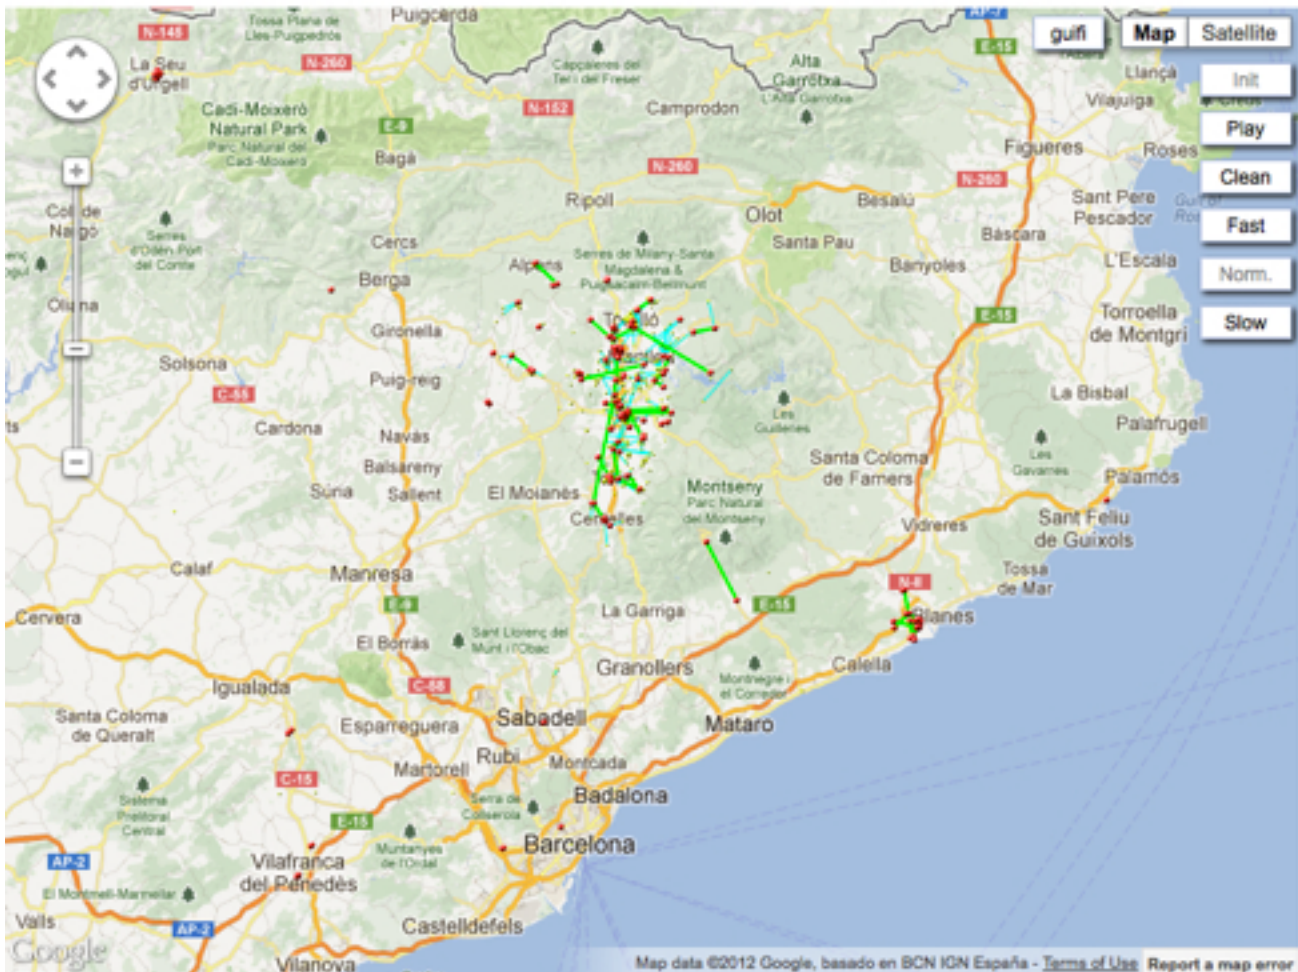 Tossa Plana de
Lles-Puigpedrós
Puigcerdà
AP-7
guifi
Map
Satellite
N-145
E-15
La Seu
d'Urgell
N-260
Capçaleres del
Ter i del Freser
Alta
Garrotxa
L'Alta Garrotxa
Llançà
Init
Cadí-Moixeró
Natural Park
Parc Natural del
Cadí-Moixeró
N-152
Camprodon
Vilajuïga
Play
E-9
Bagà
Figueres
Roses
N-260
N-260
Clean
Ripoll
Besalú
Sant Pere
Pescador
Olot
Fast
Serres
d'Odèn-Port
del Comte
Cercs
Serres de Milany-Santa
Magdalena &
Puigsacalm-Bellmunt
Santa Pau
Bàscara
Alpens
L'Escala
Banyoles
Norm.
Berga
Oliana
Torroella
de Montgrí
E-15
Slow
Gironella
Solsona
Puig-reig
C-55
La Bisbal
Les
Guilleries
Palafrugell
Cardona
Navàs
Les
Gavarres
Balsareny
Santa Coloma
de Farners
Palamós
Súria
Sallent
El Moianès
Montseny
Parc Natural
del Montseny
Centelles
Vidreres
Sant Feliu
de Guíxols
Calaf
Manresa
Tossa
de Mar
N-II
Cervera
E-9
La Garriga
E-15
Blanes
El Borràs
Sant Llorenç del
Munt i l'Obac
Granollers
Calella
Igualada
C-58
Montnegre i
el Corredor
Santa Coloma
de Queralt
Esparreguera
Sabadell
Mataro
Rubí
Montcada
Martorell
C-15
Sistema
Prelitoral
Central
Serra de
Collserola
Badalona
E-15
Barcelona
AP-2
Vilafranca
del Penedès
Muntanyes
de l'Ordal
El Montmell-Marmellar
Valls
AP-2
Castelldefels
Google
Vilanova
Map data ©2012 Google, basado en BCN IGN España - Terms of Use
Report a map error